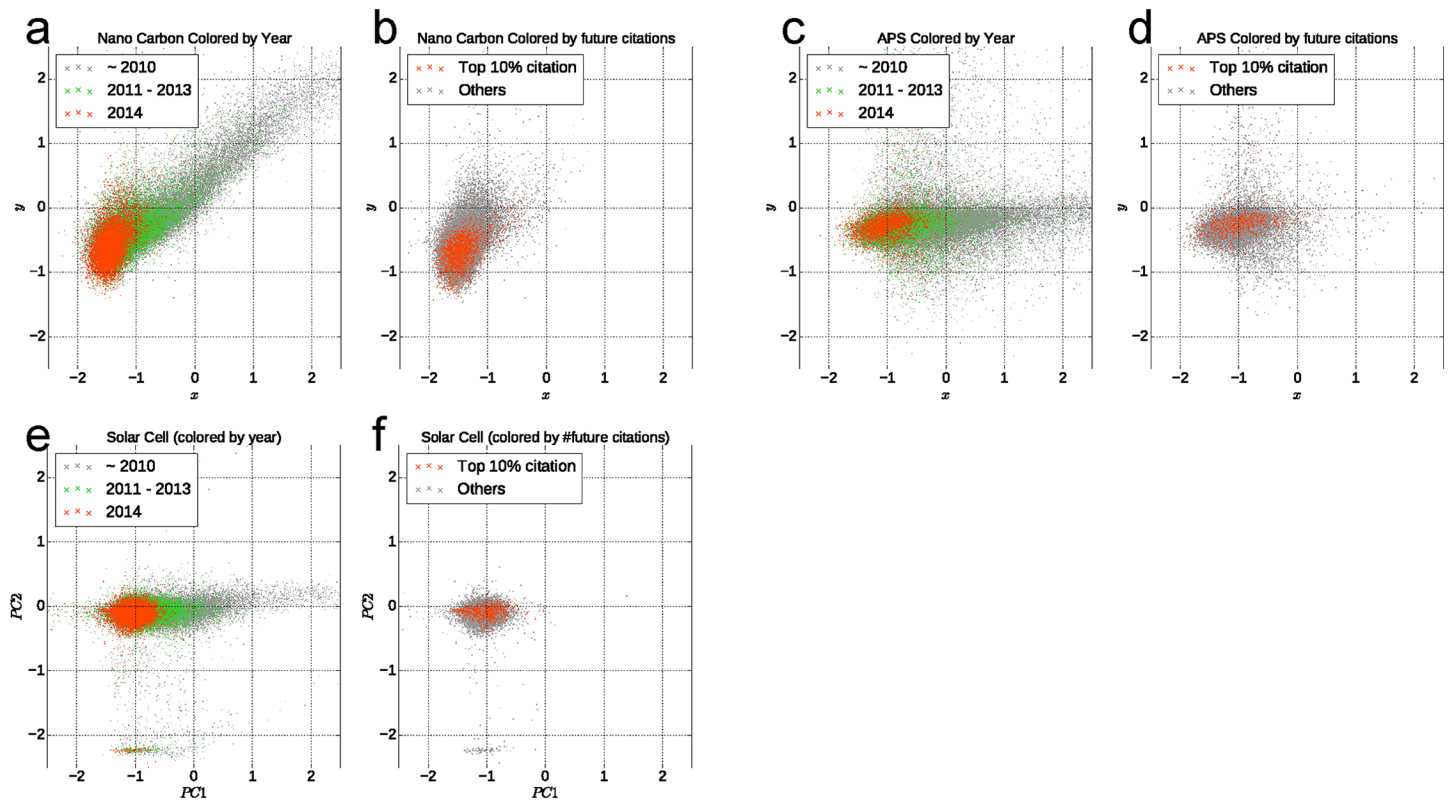 a
Nano Carbon Colored by Year
~ 2010
2011 - 2013
2014
2
1
0
−1
−2
y
−2 −1 0 1 2
x
b
Nano Carbon Colored by future citations
Top 10% citation
Others
2
1
0
−1
−2
y
−2 −1 0 1 2
x
c
APS Colored by Year
~ 2010
2011 - 2013
2014
2
1
0
−1
−2
y
−2 −1 0 1 2
x
d
APS Colored by future citations
Top 10% citation
Others
2
1
0
−1
−2
y
−2 −1 0 1 2
x
e
Solar Cell (colored by year)
~ 2010
2011 - 2013
2014
2
1
0
−1
−2
PC2
−2 −1 0 1 2
PC1
f
Solar Cell (colored by #future citations)
Top 10% citation
Others
2
1
0
−1
−2
PC2
−2 −1 0 1 2
PC1